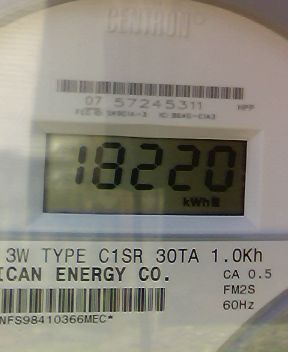 CENTRON®
07 57245311
HPP
18220
kWh
3W TYPE C1SR 30TA 1.0Kh
ICAN ENERGY CO.
CA 0.5
FM2S
60Hz
NFS98410366MEC*